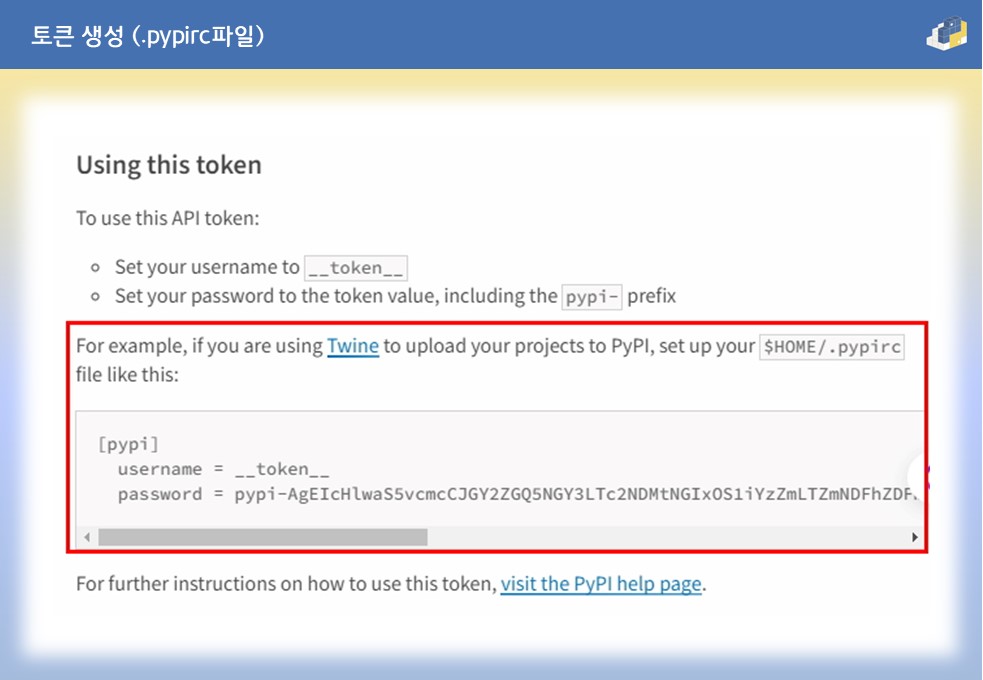 토큰 생성 (.pypirc파일)
Using this token
To use this API token:
Set your username to __token__
Set your password to the token value, including the pypi- prefix
For example, if you are using Twine to upload your projects to PyPI, set up your $HOME/.pypirc
file like this:
[pypi]
username = __token__
password = pypi-AgEIcHlwaS5vcmcCJGY2ZGQ5NGY3LTc2NDMtNGIxOS1iYzZmLTZmNDFhZDF
For further instructions on how to use this token, visit the PyPI help page.